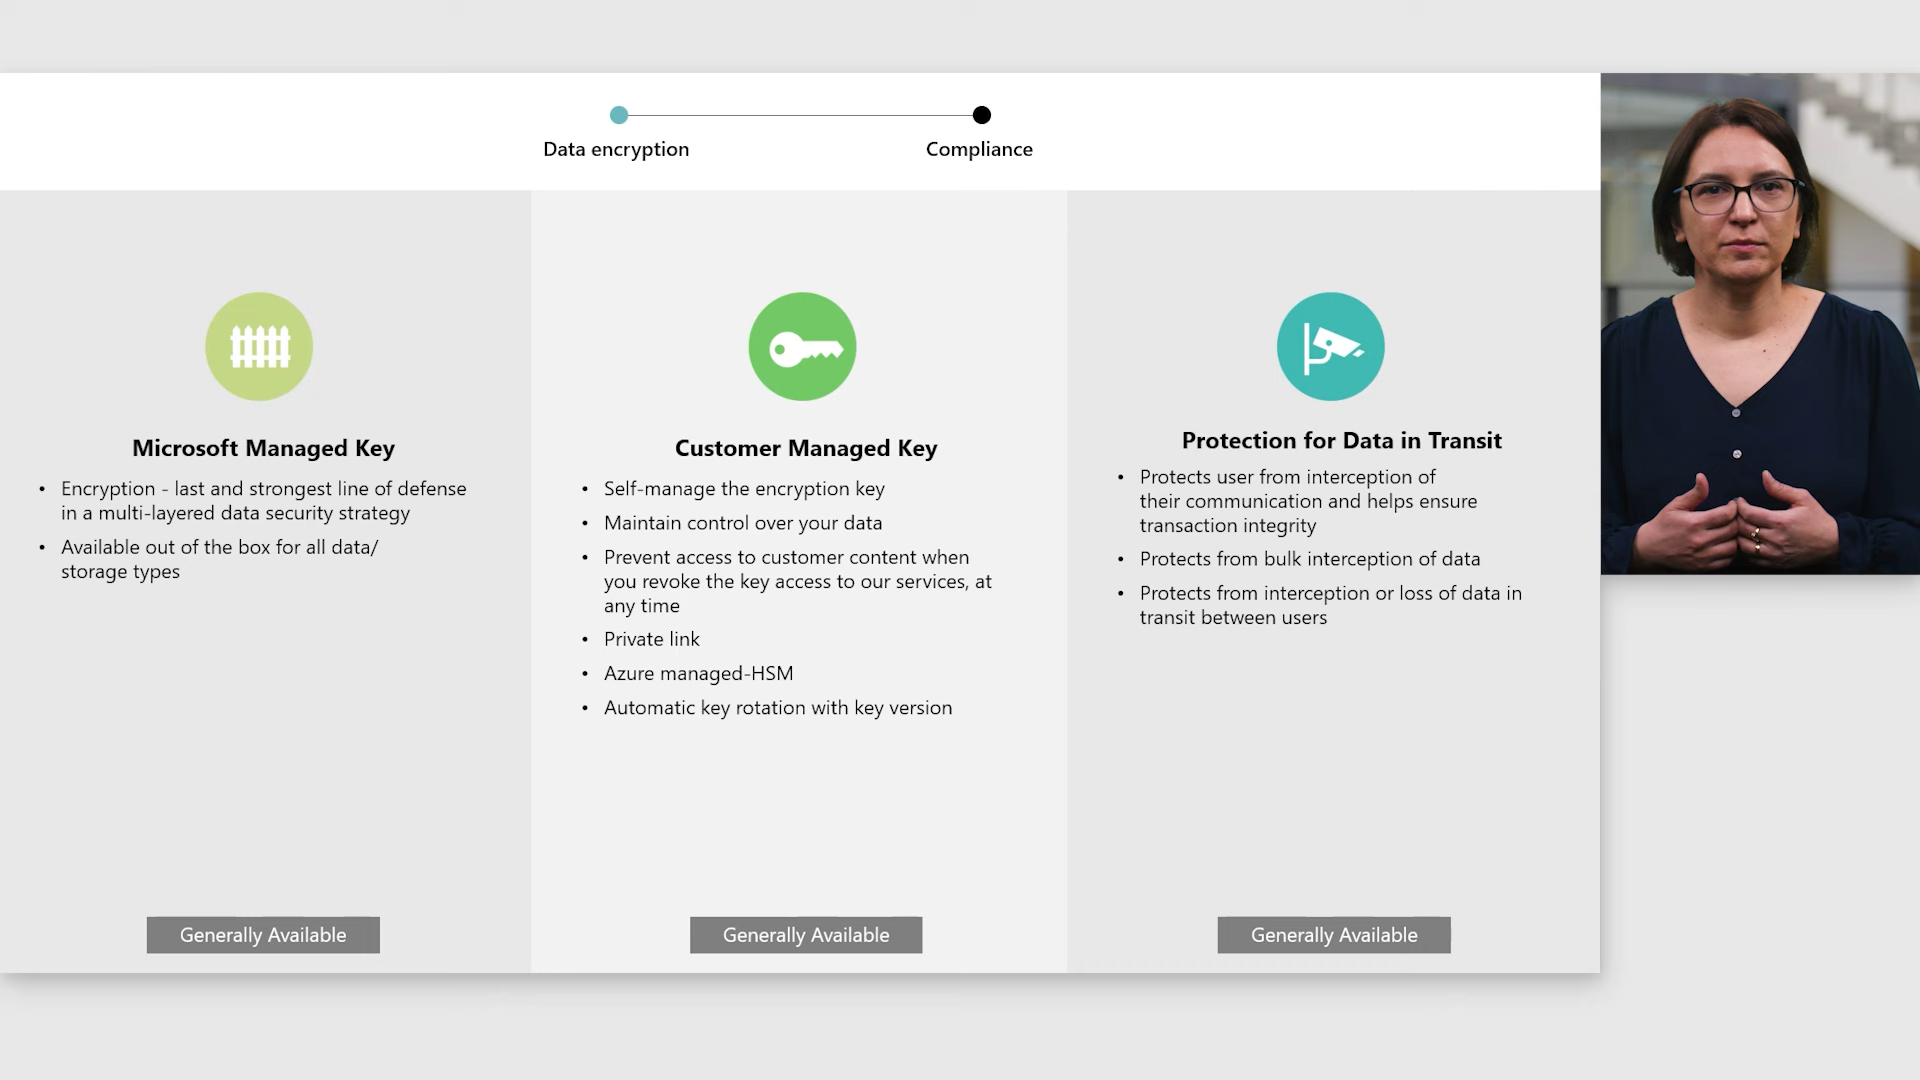 Data encryption
Compliance
Microsoft Managed Key
• Encryption - last and strongest line of defense
in a multi-layered data security strategy
• Available out of the box for all data/
storage types
Generally Available
Customer Managed Key
• Self-manage the encryption key
• Maintain control over your data
• Prevent access to customer content when
you revoke the key access to our services, at
any time
• Private link
• Azure managed-HSM
• Automatic key rotation with key version
Generally Available
Protection for Data in Transit
• Protects user from interception of
their communication and helps ensure
transaction integrity
• Protects from bulk interception of data
• Protects from interception or loss of data in
transit between users
Generally Available